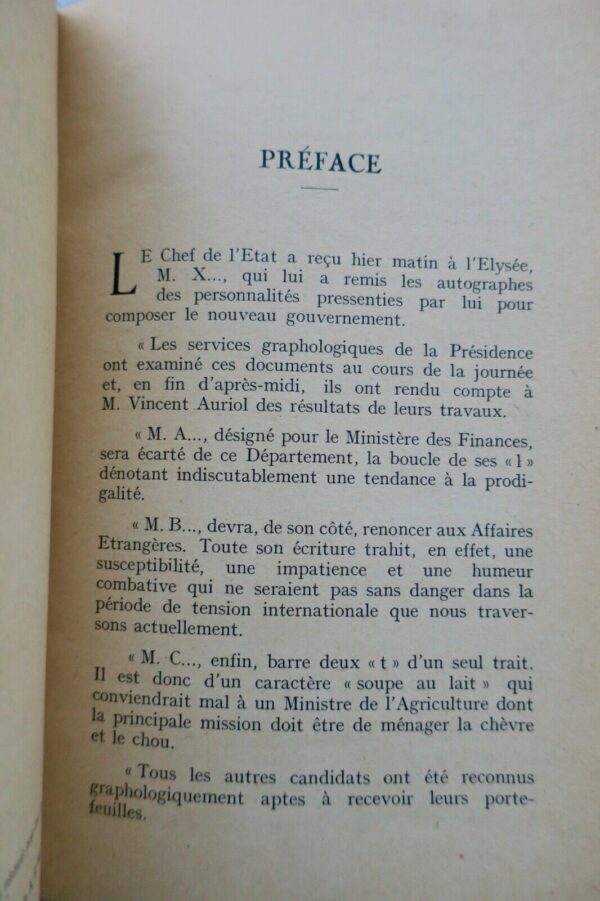 PRÉFACE
LE Chef de l'Etat a reçu hier matin à l'Elysée,
M. X..., qui lui a remis les autographes
des personnalités pressenties par lui pour
composer le nouveau gouvernement.
« Les services graphologiques de la Présidence
ont examiné ces documents au cours de la journée
et, en fin d'après-midi, ils ont rendu compte à
M. Vincent Auriol des résultats de leurs travaux.
« M. A..., désigné pour le Ministère des Finances,
sera écarté de ce Département, la boucle de ses « l »
dénotant indiscutablement une tendance à la prodi-
galité.
« M. B..., devra, de son côté, renoncer aux Affaires
Etrangères. Toute son écriture trahit, en effet, une
susceptibilité, une impatience et une humeur
combative qui ne seraient pas sans danger dans la
période de tension internationale que nous traver-
sons actuellement.
« M. C..., enfin, barre deux « t » d'un seul trait.
Il est donc d'un caractère « soupe au lait » qui
conviendrait mal à un Ministre de l'Agriculture dont
la principale mission doit être de ménager la chèvre
et le chou.
« Tous les autres candidats ont été reconnus
graphologiquement aptes à recevoir leurs porte-
feuilles.